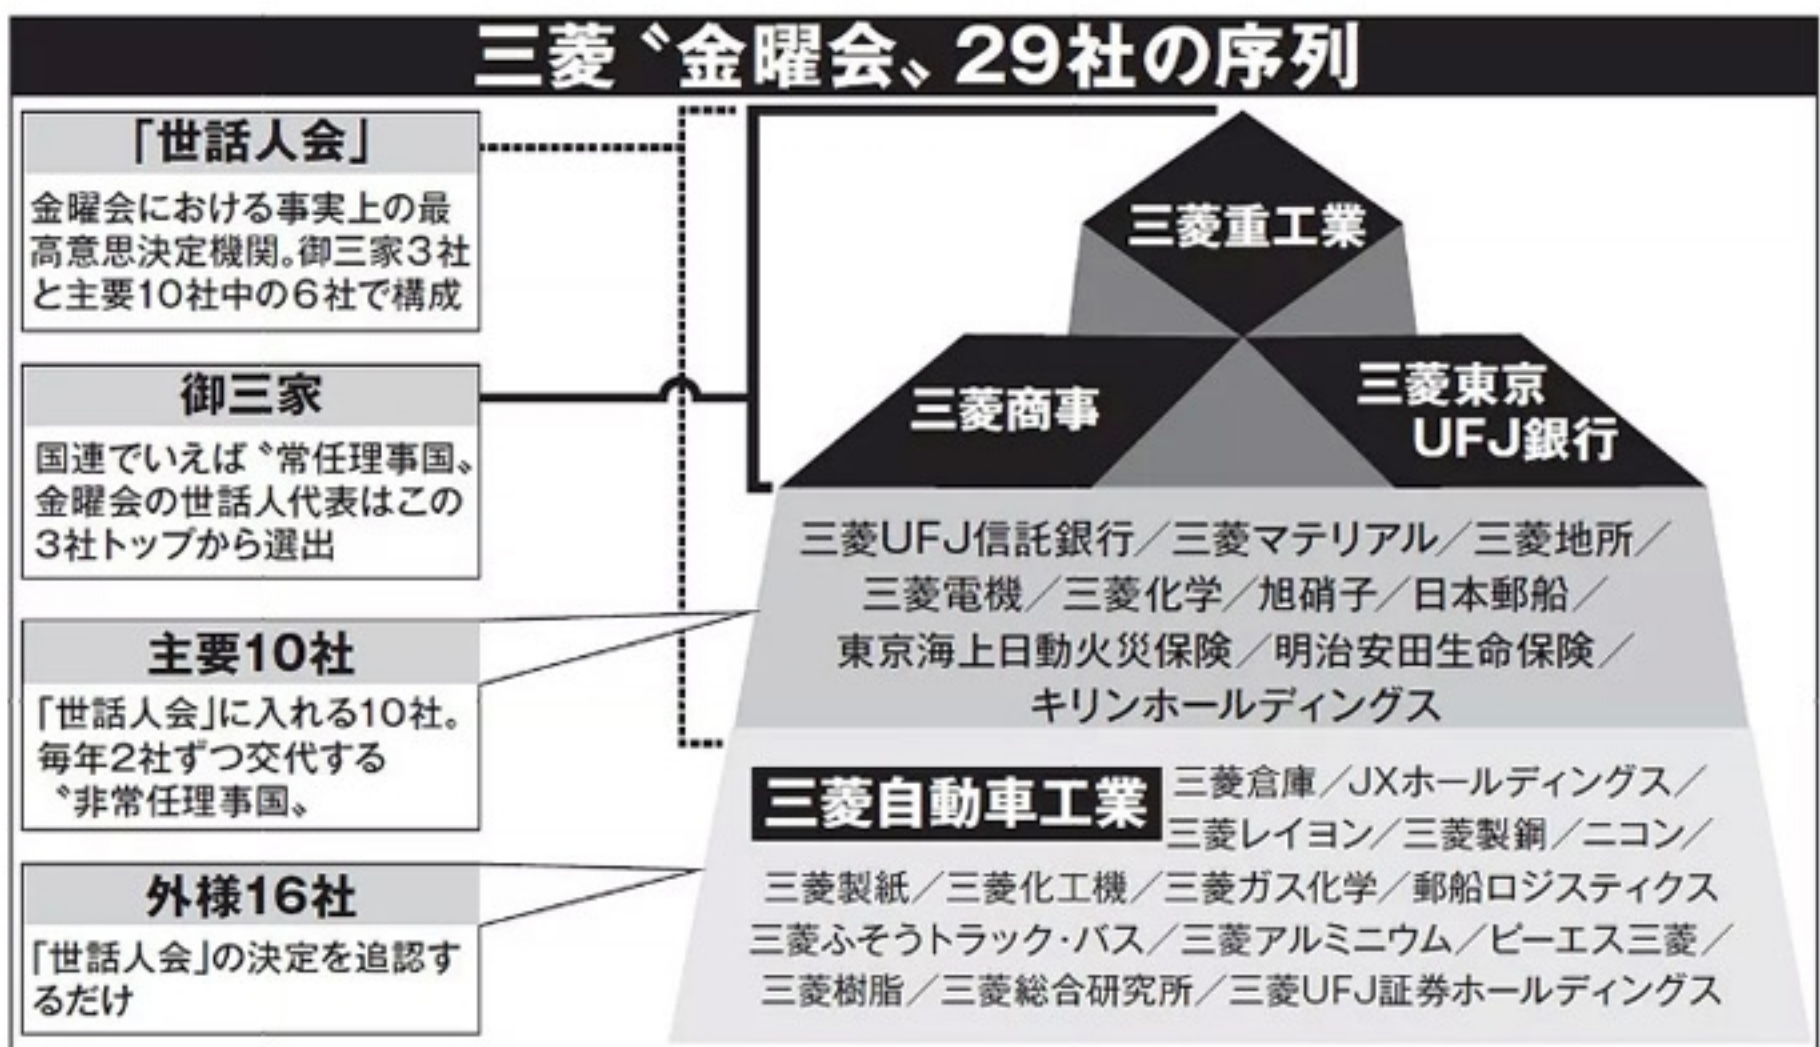 三菱〝金曜会〟29社の序列
「世話人会」
金曜会における事実上の最
高意思決定機関。御三家3社
と主要10社中の6社で構成
御三家
国連でいえば〝常任理事国〟
金曜会の世話人代表はこの
3社トップから選出
主要10社
「世話人会」に入れる10社。
毎年2社ずつ交代する
〝非常任理事国〟
外様16社
「世話人会」の決定を追認す
るだけ
三菱重工業
三菱商事
三菱東京
UFJ銀行
三菱UFJ信託銀行／三菱マテリアル／三菱地所／
三菱電機／三菱化学／旭硝子／日本郵船／
東京海上日動火災保険／明治安田生命保険／
キリンホールディングス
三菱自動車工業
三菱倉庫／JXホールディングス／
三菱レイヨン／三菱製鋼／ニコン／
三菱製紙／三菱化工機／三菱ガス化学／郵船ロジスティクス
三菱ふそうトラック・バス／三菱アルミニウム／ピーエス三菱／
三菱樹脂／三菱総合研究所／三菱UFJ証券ホールディングス